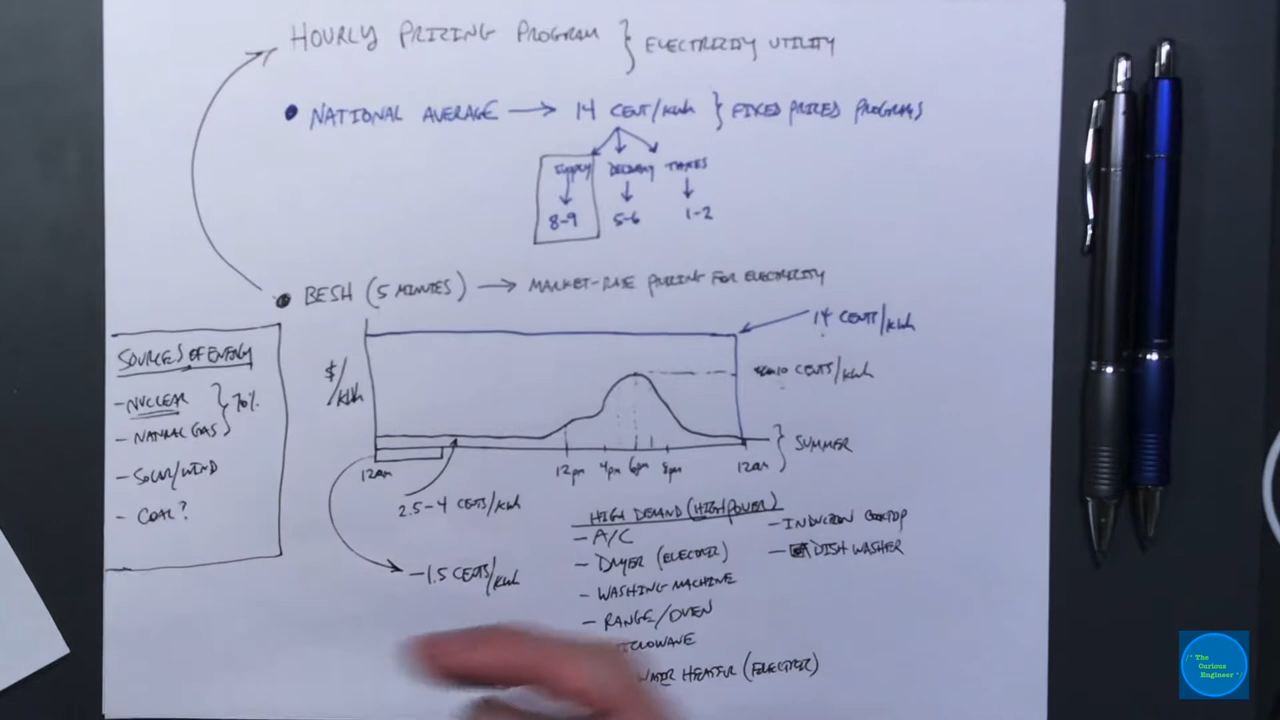 HOURLY PRICING PROGRAM } ELECTRICITY UTILITY
• NATIONAL AVERAGE → 14 CENT/kWh } FIXED PRICED PROGRAMS
SUPPLY DELIVERY TAXES
8-9 5-6 1-2
• BESH (5 MINUTES) → MARKET-RATE PRICING FOR ELECTRICITY
14 CENTS/kWh
10 CENTS/kWh
$/kWh
SOURCES OF ENERGY
- NUCLEAR
- NATURAL GAS
} 70%
- SOLAR/WIND
- COAL?
12am 12pm 4pm 6pm 8pm 12am
} SUMMER
2.5-4 CENTS/kWh
-1.5 CENTS/kWh
HIGH DEMAND (HIGH POWER)
- A/C
- DRYER (ELECTRIC)
- WASHING MACHINE
- RANGE/OVEN
WATER HEATER (ELECTRIC)
- INDUCTION COOKTOP
- DISH WASHER
/* The
Curious
Engineer */